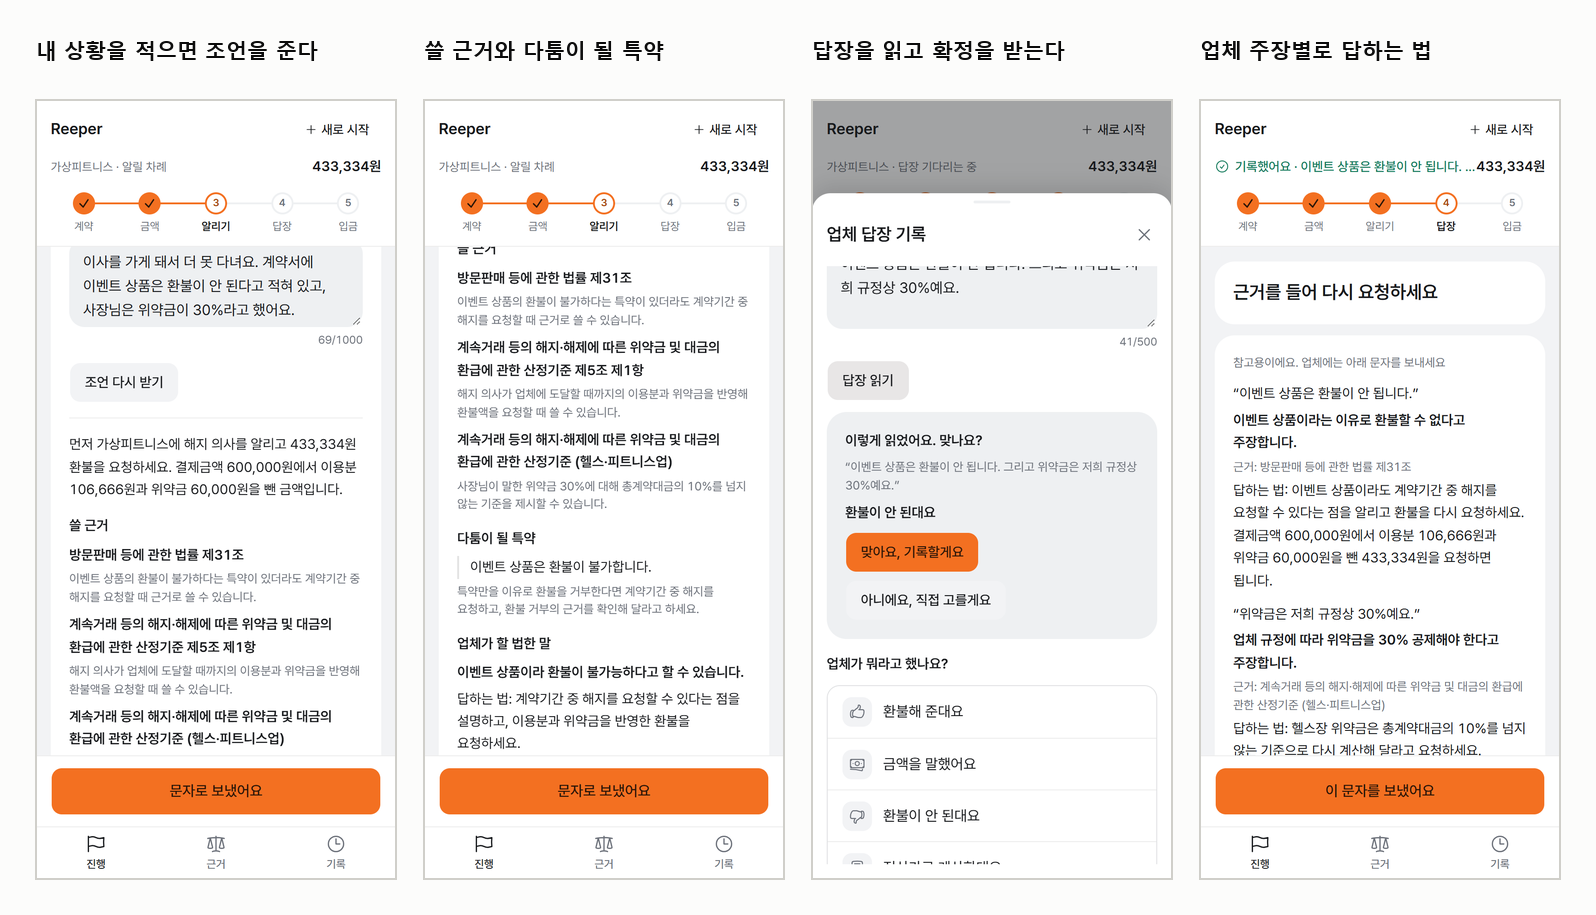 내 상황을 적으면 조언을 준다
Reeper
+ 새로 시작
가상피트니스 · 알릴 차례
433,334원
3
4
5
계약
금액
알리기
답장
입금
이사를 가게 돼서 더 못 다녀요. 계약서에
이벤트 상품은 환불이 안 된다고 적혀 있고,
사장님은 위약금이 30%라고 했어요.
69/1000
조언 다시 받기
먼저 가상피트니스에 해지 의사를 알리고 433,334원
환불을 요청하세요. 결제금액 600,000원에서 이용분
106,666원과 위약금 60,000원을 뺀 금액입니다.
쓸 근거
방문판매 등에 관한 법률 제31조
이벤트 상품의 환불이 불가하다는 특약이 있더라도 계약기간 중
해지를 요청할 때 근거로 쓸 수 있습니다.
계속거래 등의 해지·해제에 따른 위약금 및 대금의
환급에 관한 산정기준 제5조 제1항
해지 의사가 업체에 도달할 때까지의 이용분과 위약금을 반영해
환불액을 요청할 때 쓸 수 있습니다.
계속거래 등의 해지·해제에 따른 위약금 및 대금의
환급에 관한 산정기준 (헬스·피트니스업)
문자로 보냈어요
진행
근거
기록
쓸 근거와 다툼이 될 특약
Reeper
+ 새로 시작
가상피트니스 · 알릴 차례
433,334원
3
4
5
계약
금액
알리기
답장
입금
쓸 근거
방문판매 등에 관한 법률 제31조
이벤트 상품의 환불이 불가하다는 특약이 있더라도 계약기간 중
해지를 요청할 때 근거로 쓸 수 있습니다.
계속거래 등의 해지·해제에 따른 위약금 및 대금의
환급에 관한 산정기준 제5조 제1항
해지 의사가 업체에 도달할 때까지의 이용분과 위약금을 반영해
환불액을 요청할 때 쓸 수 있습니다.
계속거래 등의 해지·해제에 따른 위약금 및 대금의
환급에 관한 산정기준 (헬스·피트니스업)
사장님이 말한 위약금 30%에 대해 총계약대금의 10%를 넘지
않는 기준을 제시할 수 있습니다.
다툼이 될 특약
이벤트 상품은 환불이 불가합니다.
특약만을 이유로 환불을 거부한다면 계약기간 중 해지를
요청하고, 환불 거부의 근거를 확인해 달라고 하세요.
업체가 할 법한 말
이벤트 상품이라 환불이 불가능하다고 할 수 있습니다.
답하는 법: 계약기간 중 해지를 요청할 수 있다는 점을
설명하고, 이용분과 위약금을 반영한 환불을
요청하세요.
문자로 보냈어요
진행
근거
기록
답장을 읽고 확정을 받는다
Reeper
+ 새로 시작
가상피트니스 · 답장 기다리는 중
433,334원
업체 답장 기록
희 규정상 30%예요.
41/500
답장 읽기
이렇게 읽었어요. 맞나요?
“이벤트 상품은 환불이 안 됩니다. 그리고 위약금은 저희 규정상
30%예요.”
환불이 안 된대요
맞아요, 기록할게요
아니에요, 직접 고를게요
업체가 뭐라고 했나요?
환불해 준대요
금액을 말했어요
환불이 안 된대요
업체 주장별로 답하는 법
Reeper
+ 새로 시작
기록했어요 · 이벤트 상품은 환불이 안 됩니다. ...
433,334원
4
5
계약
금액
알리기
답장
입금
근거를 들어 다시 요청하세요
참고용이에요. 업체에는 아래 문자를 보내세요
“이벤트 상품은 환불이 안 됩니다.”
이벤트 상품이라는 이유로 환불할 수 없다고
주장합니다.
근거: 방문판매 등에 관한 법률 제31조
답하는 법: 이벤트 상품이라도 계약기간 중 해지를
요청할 수 있다는 점을 알리고 환불을 다시 요청하세요.
결제금액 600,000원에서 이용분 106,666원과
위약금 60,000원을 뺀 433,334원을 요청하면
됩니다.
“위약금은 저희 규정상 30%예요.”
업체 규정에 따라 위약금을 30% 공제해야 한다고
주장합니다.
근거: 계속거래 등의 해지·해제에 따른 위약금 및 대금의 환급에
관한 산정기준 (헬스·피트니스업)
답하는 법: 헬스장 위약금은 총계약대금의 10%를 넘지
않는 기준으로 다시 계산해 달라고 요청하세요.
이 문자를 보냈어요
진행
근거
기록